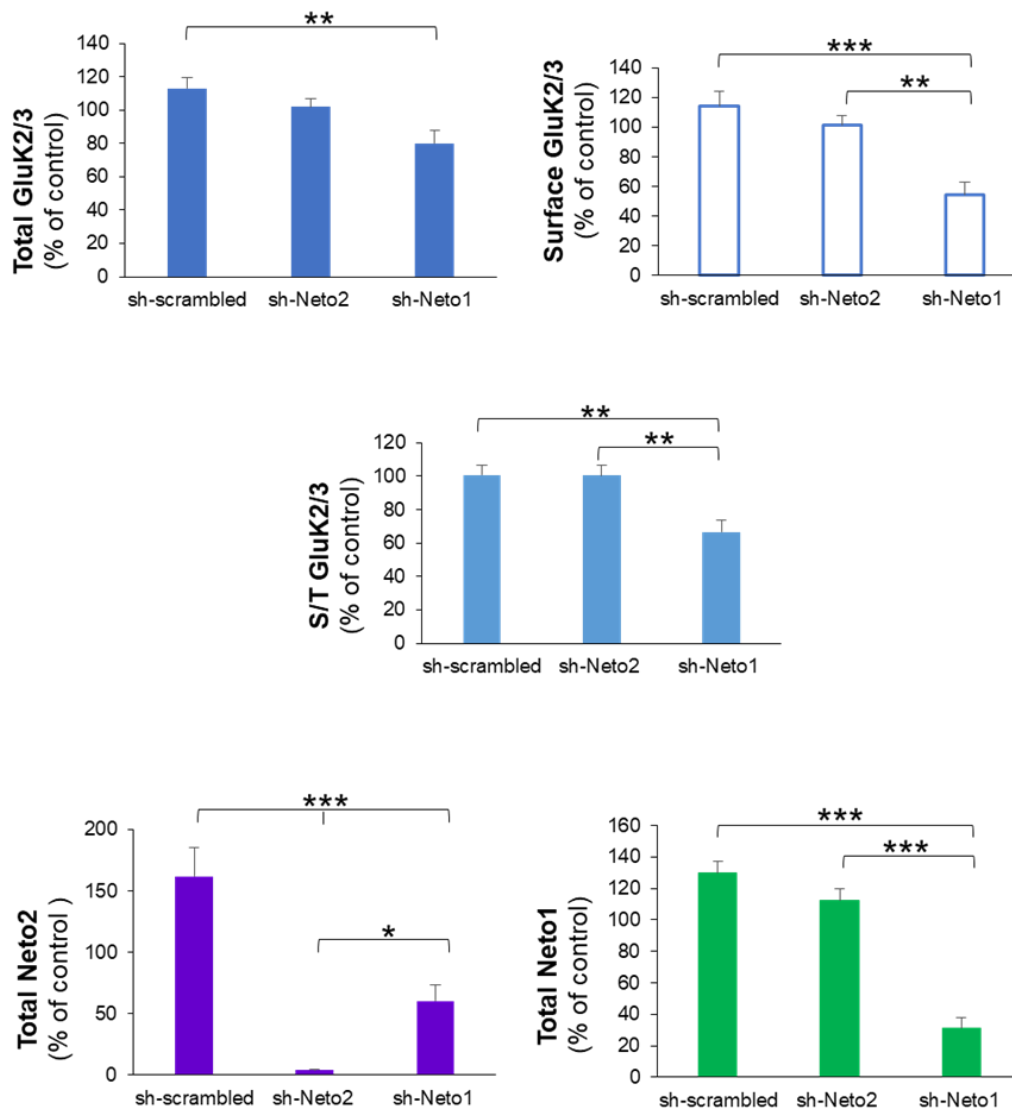 **
Total GluK2/3
(% of control)
140
120
100
80
60
40
20
0
sh-scrambled
sh-Neto2
sh-Neto1
***
**
Surface GluK2/3
(% of control)
140
120
100
80
60
40
20
0
sh-scrambled
sh-Neto2
sh-Neto1
**
**
S/T GluK2/3
(% of control)
120
100
80
60
40
20
0
sh-scrambled
sh-Neto2
sh-Neto1
***
*
Total Neto2
(% of control )
200
150
100
50
0
sh-scrambled
sh-Neto2
sh-Neto1
***
***
Total Neto1
(% of control)
160
140
120
100
80
60
40
20
0
sh-scrambled
sh-Neto2
sh-Neto1